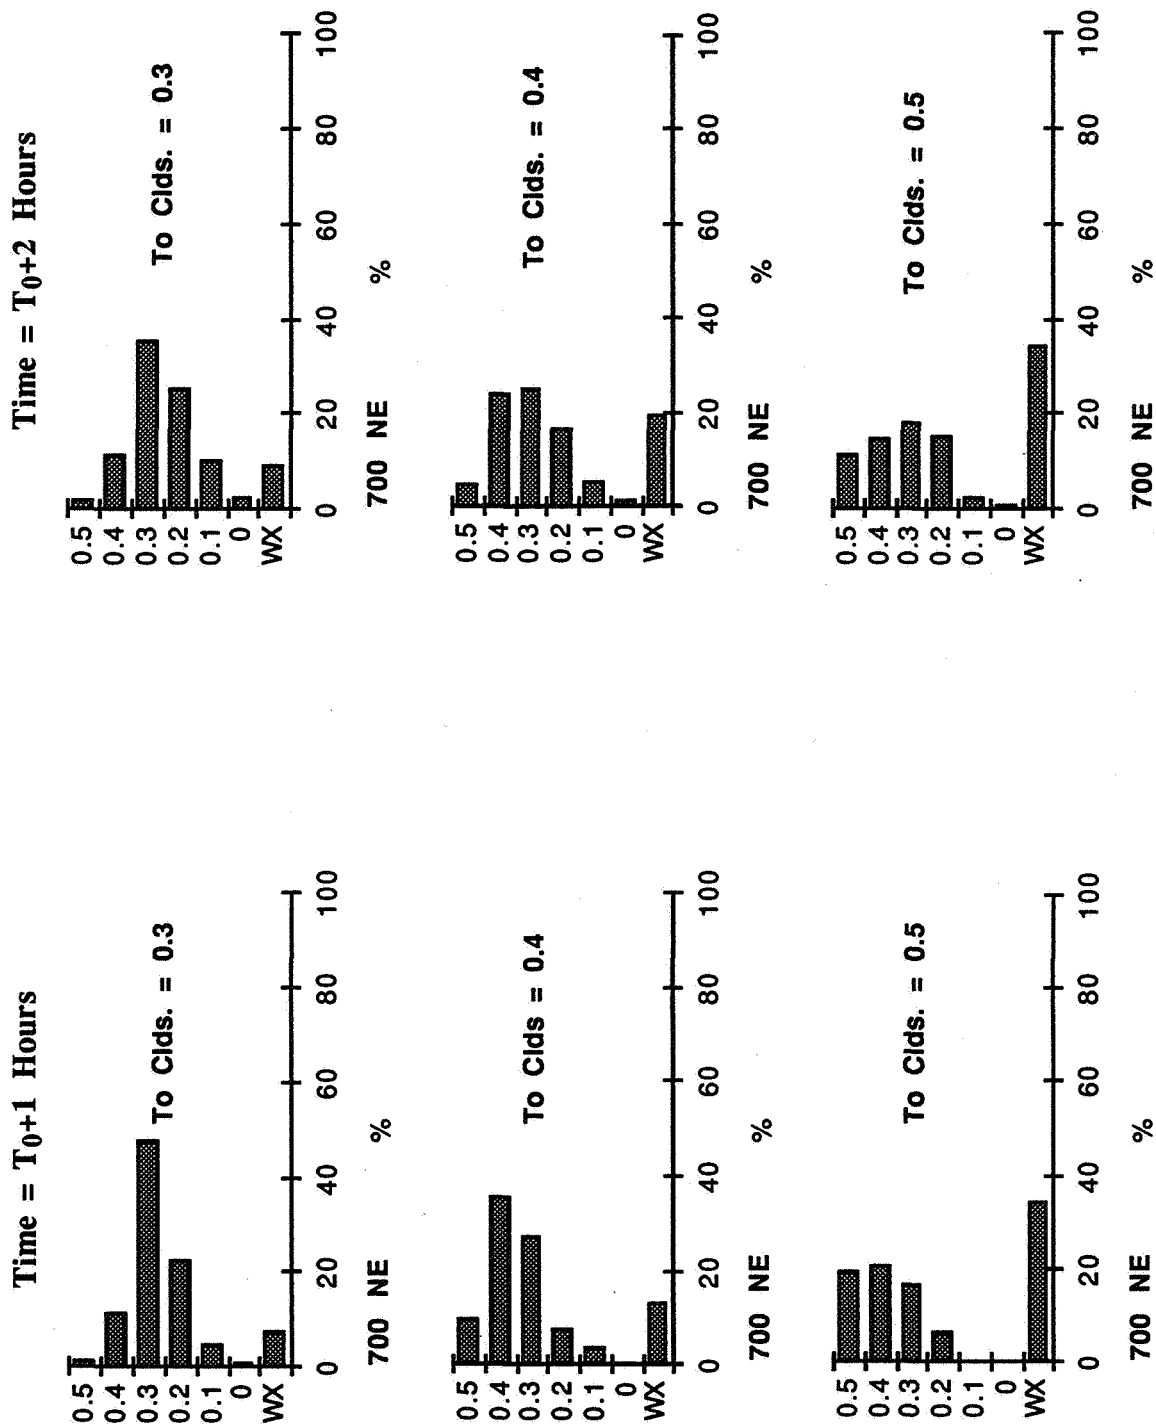 Time = T0+1 Hours
0.5
0.4
0.3
0.2
0.1
0
WX
To Clds. = 0.3
0 20 40 60 80 100
700 NE %
0.5
0.4
0.3
0.2
0.1
0
WX
To Clds = 0.4
0 20 40 60 80 100
700 NE %
0.5
0.4
0.3
0.2
0.1
0
WX
To Clds. = 0.5
0 20 40 60 80 100
700 NE %
Time = T0+2 Hours
0.5
0.4
0.3
0.2
0.1
0
WX
To Clds. = 0.3
0 20 40 60 80 100
700 NE %
0.5
0.4
0.3
0.2
0.1
0
WX
To Clds. = 0.4
0 20 40 60 80 100
700 NE %
0.5
0.4
0.3
0.2
0.1
0
WX
To Clds. = 0.5
0 20 40 60 80 100
700 NE %